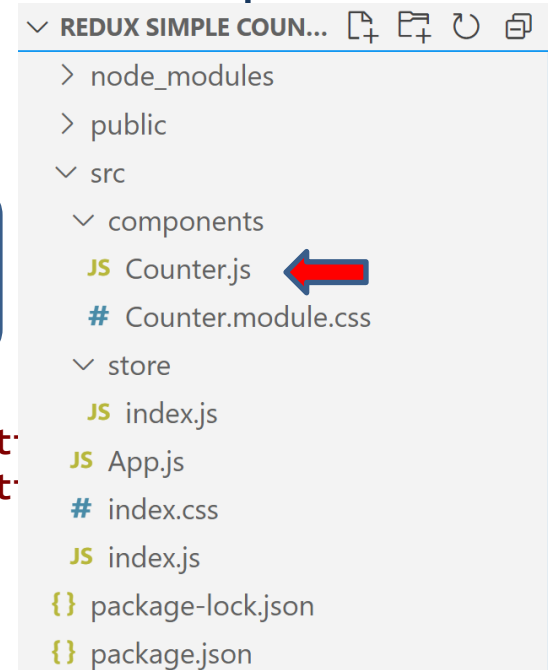 REDUX SIMPLE COUN...
node_modules
public
src
components
JS Counter.js
# Counter.module.css
store
JS index.js
JS App.js
# index.css
JS index.js
{} package-lock.json
{} package.json